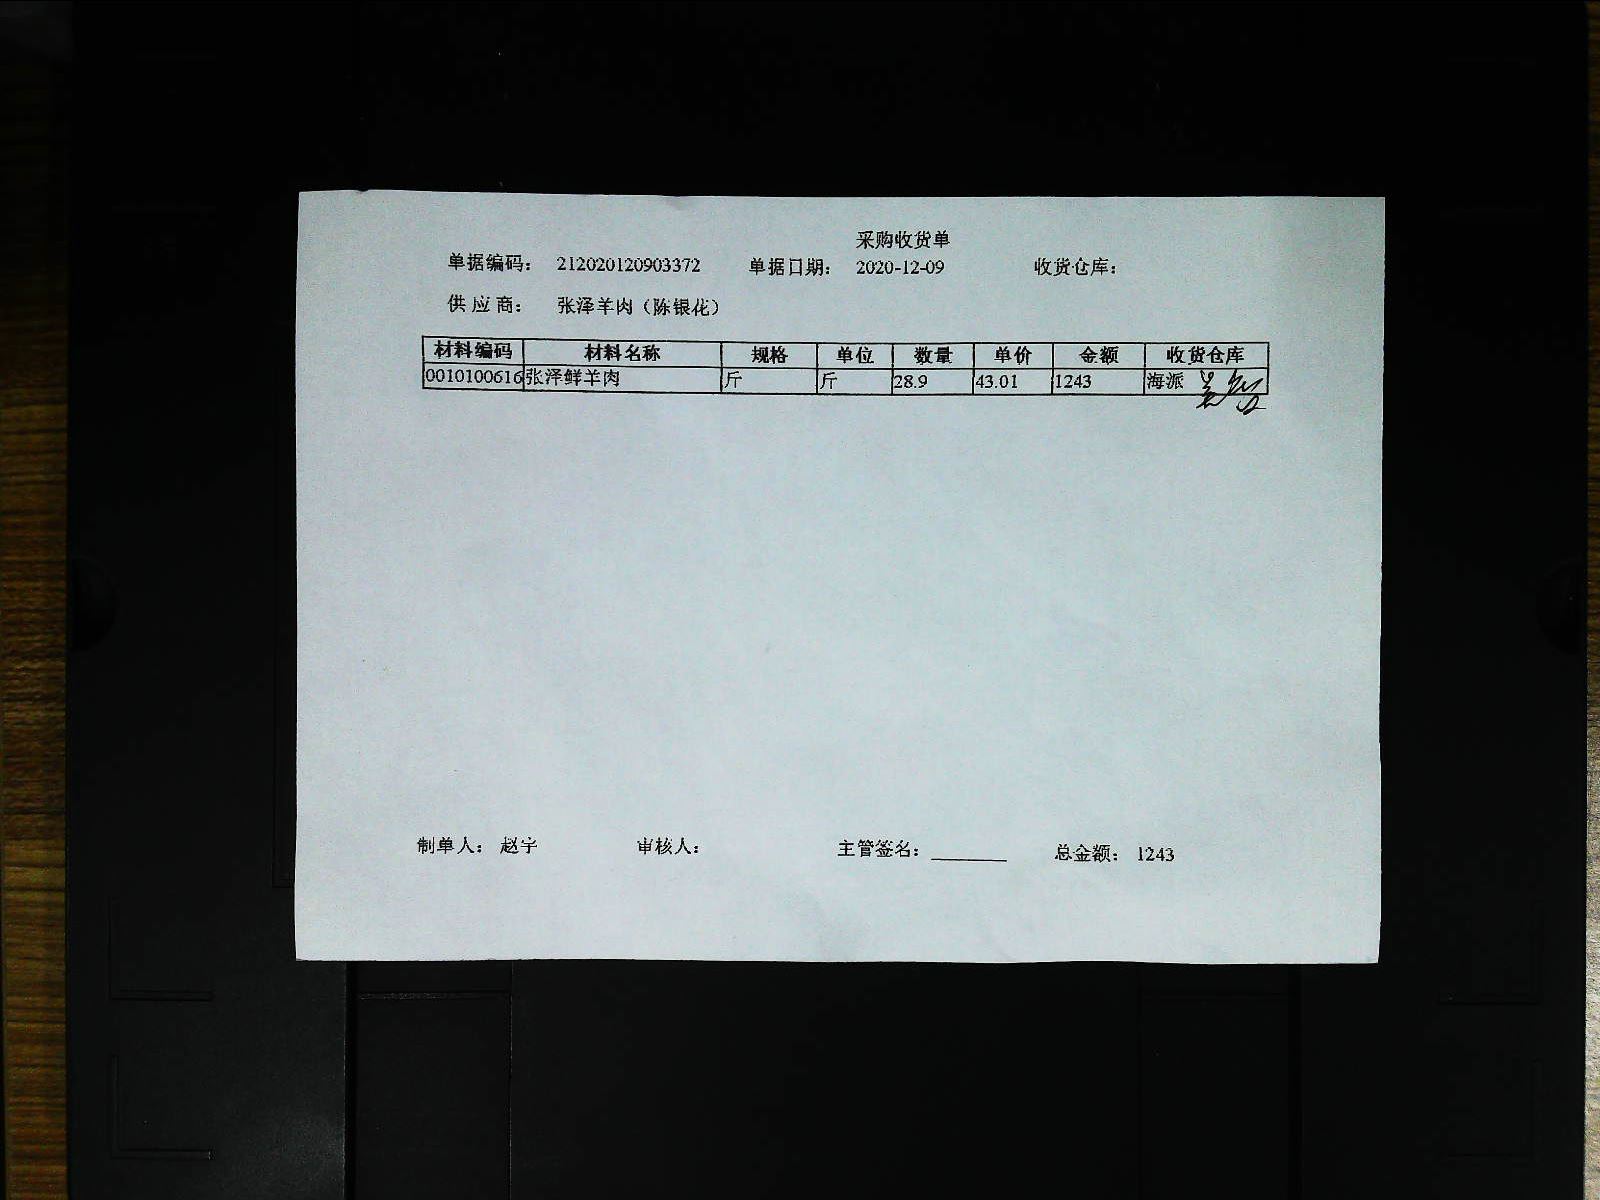 采购收货单
单据编码： 212020120903372 单据日期： 2020-12-09 收货仓库：
供 应 商： 张泽羊肉（陈银花）
材料编码 材料名称 规格 单位 数量 单价 金额 收货仓库
0010100616 张泽鲜羊肉 斤 斤 28.9 43.01 1243 海派
制单人： 赵宇 审核人： 主管签名：________ 总金额： 1243